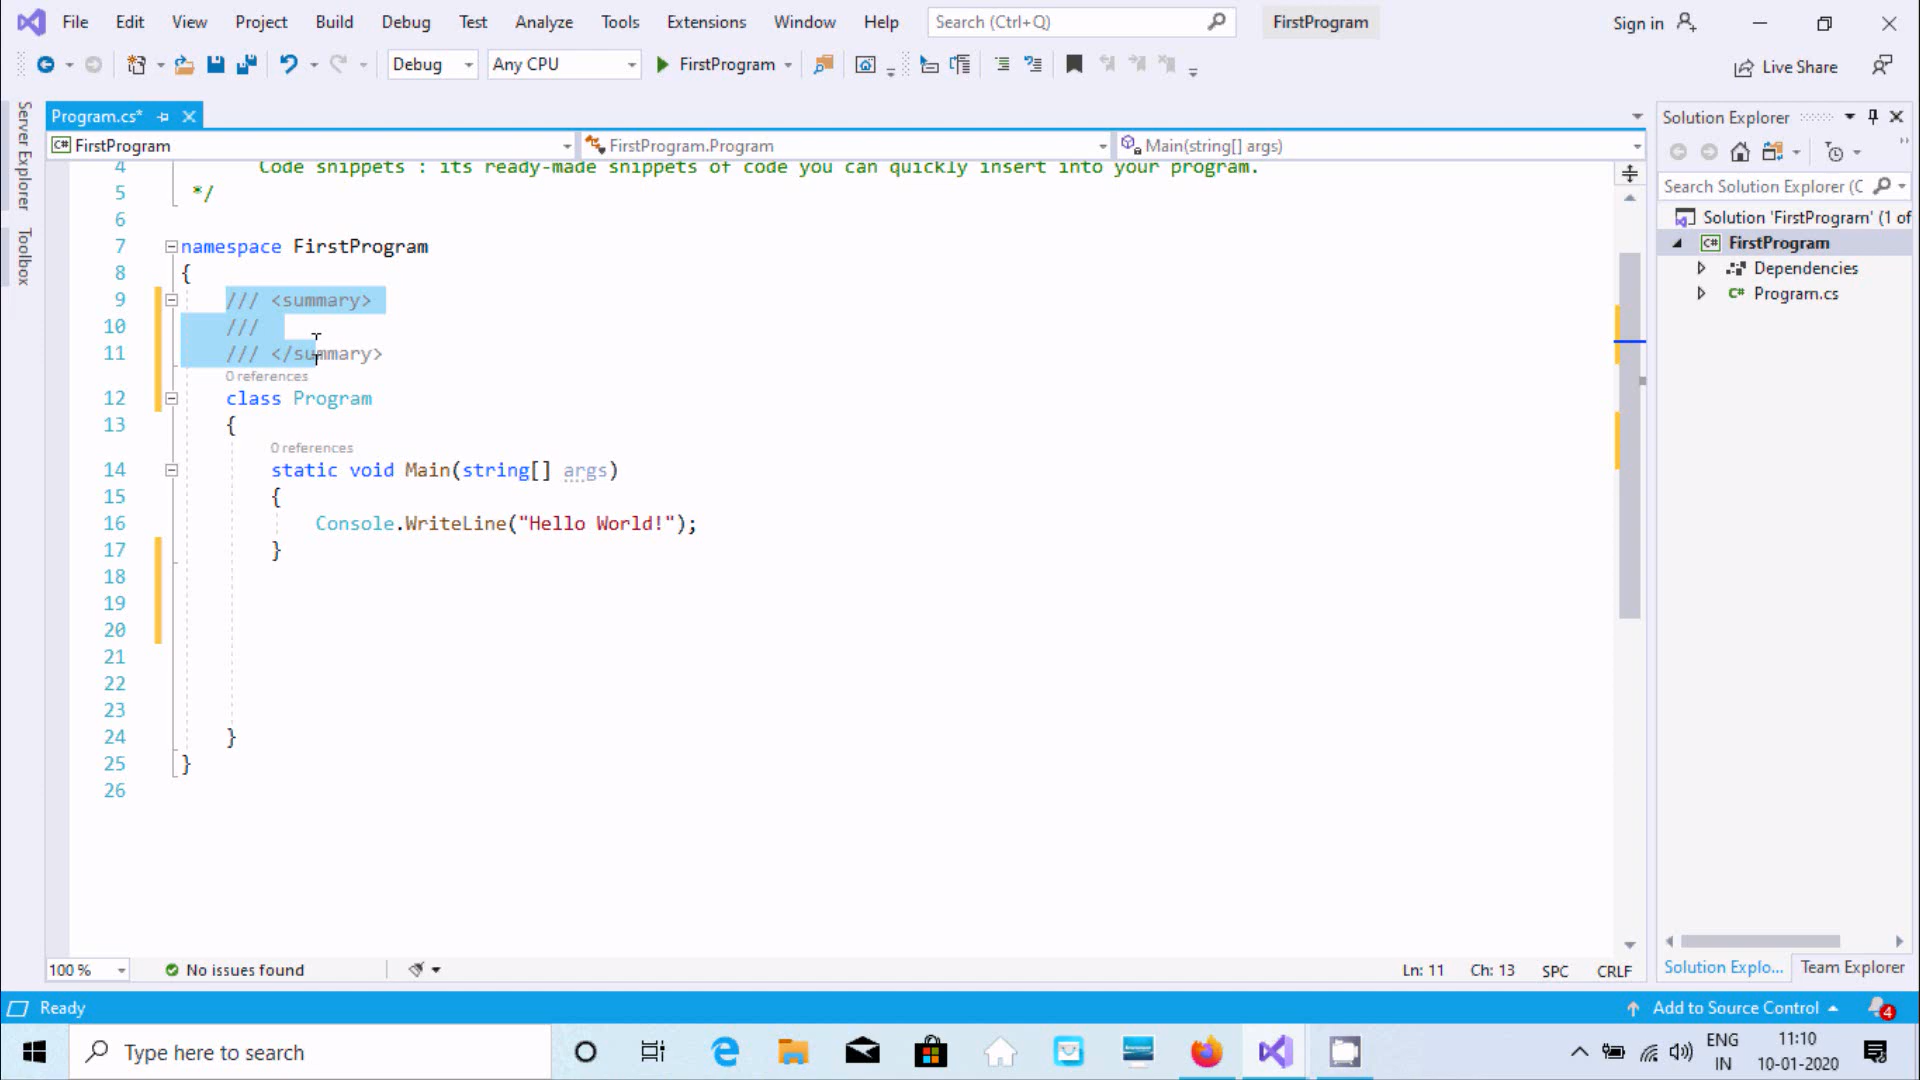 File Edit View Project Build Debug Test Analyze Tools Extensions Window Help Search (Ctrl+Q) FirstProgram Sign in
Debug Any CPU FirstProgram Live Share
Server Explorer
Toolbox
Program.cs*
C# FirstProgram FirstProgram.Program Main(string[] args)
4 Code snippets : its ready-made snippets of code you can quickly insert into your program.
5 */
6
7 namespace FirstProgram
8 {
9 /// <summary>
10 ///
11 /// </summary>
0 references
12 class Program
13 {
0 references
14 static void Main(string[] args)
15 {
16 Console.WriteLine("Hello World!");
17 }
18
19
20
21
22
23
24 }
25 }
26
100 % No issues found Ln: 11 Ch: 13 SPC CRLF
Solution Explorer
Search Solution Explorer (C
Solution 'FirstProgram' (1 of
C# FirstProgram
Dependencies
C# Program.cs
Solution Explo... Team Explorer
Ready Add to Source Control 4
Type here to search
ENG
IN
11:10
10-01-2020